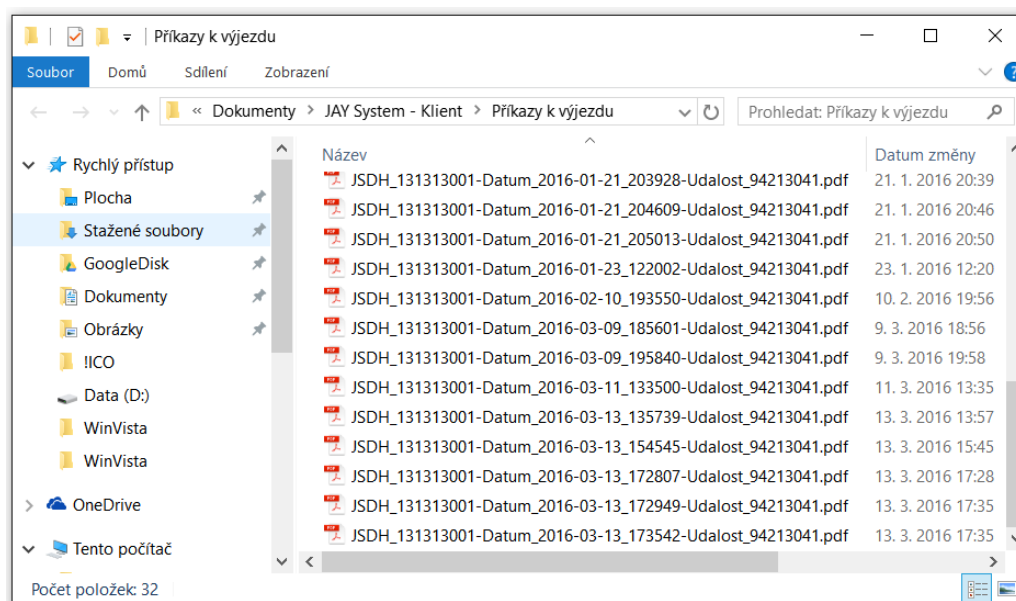 Příkazy k výjezdu
Soubor Domů Sdílení Zobrazení
« Dokumenty > JAY System - Klient > Příkazy k výjezdu Prohledat: Příkazy k výjezdu
Název Datum změny
Rychlý přístup
Plocha
Stažené soubory
GoogleDisk
Dokumenty
Obrázky
!ICO
Data (D:)
WinVista
WinVista
OneDrive
Tento počítač
JSDH_131313001-Datum_2016-01-21_203928-Udalost_94213041.pdf 21. 1. 2016 20:39
JSDH_131313001-Datum_2016-01-21_204609-Udalost_94213041.pdf 21. 1. 2016 20:46
JSDH_131313001-Datum_2016-01-21_205013-Udalost_94213041.pdf 21. 1. 2016 20:50
JSDH_131313001-Datum_2016-01-23_122002-Udalost_94213041.pdf 23. 1. 2016 12:20
JSDH_131313001-Datum_2016-02-10_193550-Udalost_94213041.pdf 10. 2. 2016 19:56
JSDH_131313001-Datum_2016-03-09_185601-Udalost_94213041.pdf 9. 3. 2016 18:56
JSDH_131313001-Datum_2016-03-09_195840-Udalost_94213041.pdf 9. 3. 2016 19:58
JSDH_131313001-Datum_2016-03-11_133500-Udalost_94213041.pdf 11. 3. 2016 13:35
JSDH_131313001-Datum_2016-03-13_135739-Udalost_94213041.pdf 13. 3. 2016 13:57
JSDH_131313001-Datum_2016-03-13_154545-Udalost_94213041.pdf 13. 3. 2016 15:45
JSDH_131313001-Datum_2016-03-13_172807-Udalost_94213041.pdf 13. 3. 2016 17:28
JSDH_131313001-Datum_2016-03-13_172949-Udalost_94213041.pdf 13. 3. 2016 17:35
JSDH_131313001-Datum_2016-03-13_173542-Udalost_94213041.pdf 13. 3. 2016 17:35
Počet položek: 32